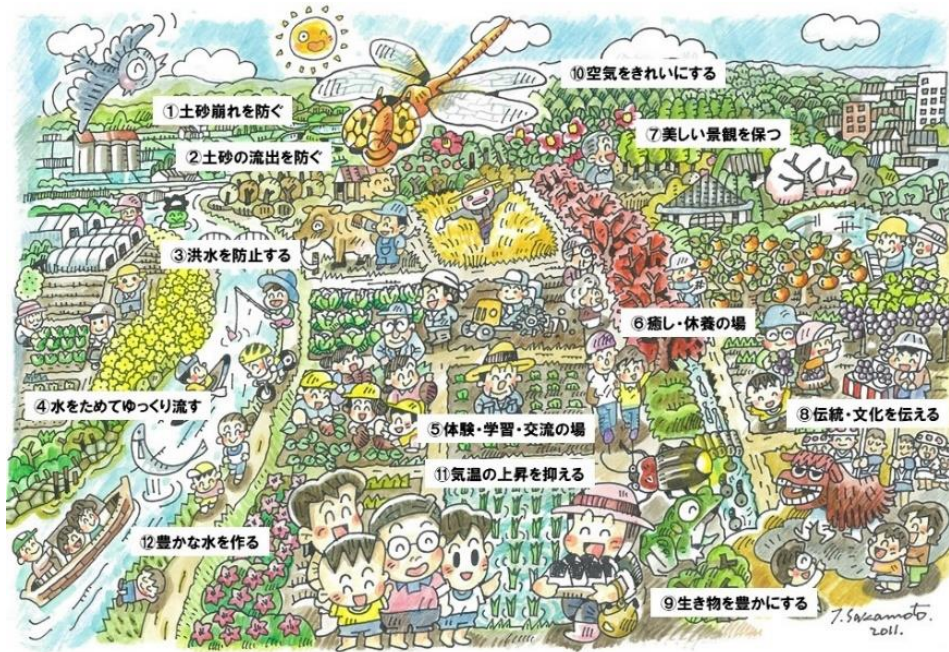 ①土砂崩れを防ぐ
②土砂の流出を防ぐ
③洪水を防止する
④水をためてゆっくり流す
⑤体験・学習・交流の場
⑥癒し・休養の場
⑦美しい景観を保つ
⑧伝統・文化を伝える
⑨生き物を豊かにする
⑩空気をきれいにする
⑪気温の上昇を抑える
⑫豊かな水を作る
T.Sakamoto.
2011.